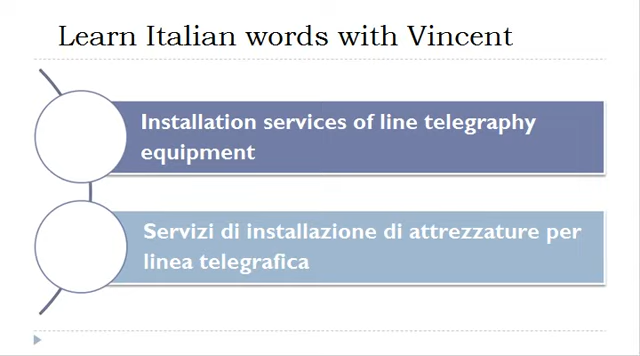 Learn Italian words with Vincent
Installation services of line telegraphy
equipment
Servizi di installazione di attrezzature per
linea telegrafica